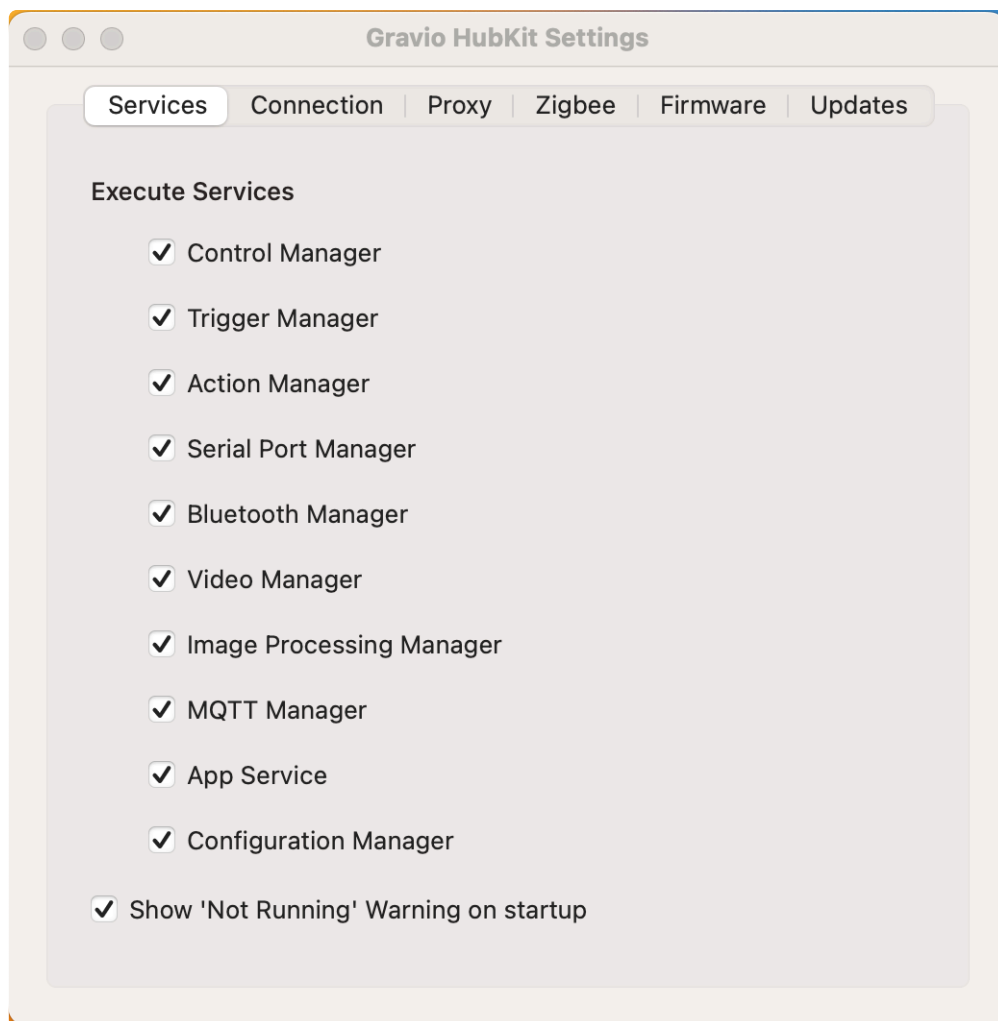 Gravio HubKit Settings
Services Connection Proxy Zigbee Firmware Updates
Execute Services
Control Manager
Trigger Manager
Action Manager
Serial Port Manager
Bluetooth Manager
Video Manager
Image Processing Manager
MQTT Manager
App Service
Configuration Manager
Show 'Not Running' Warning on startup